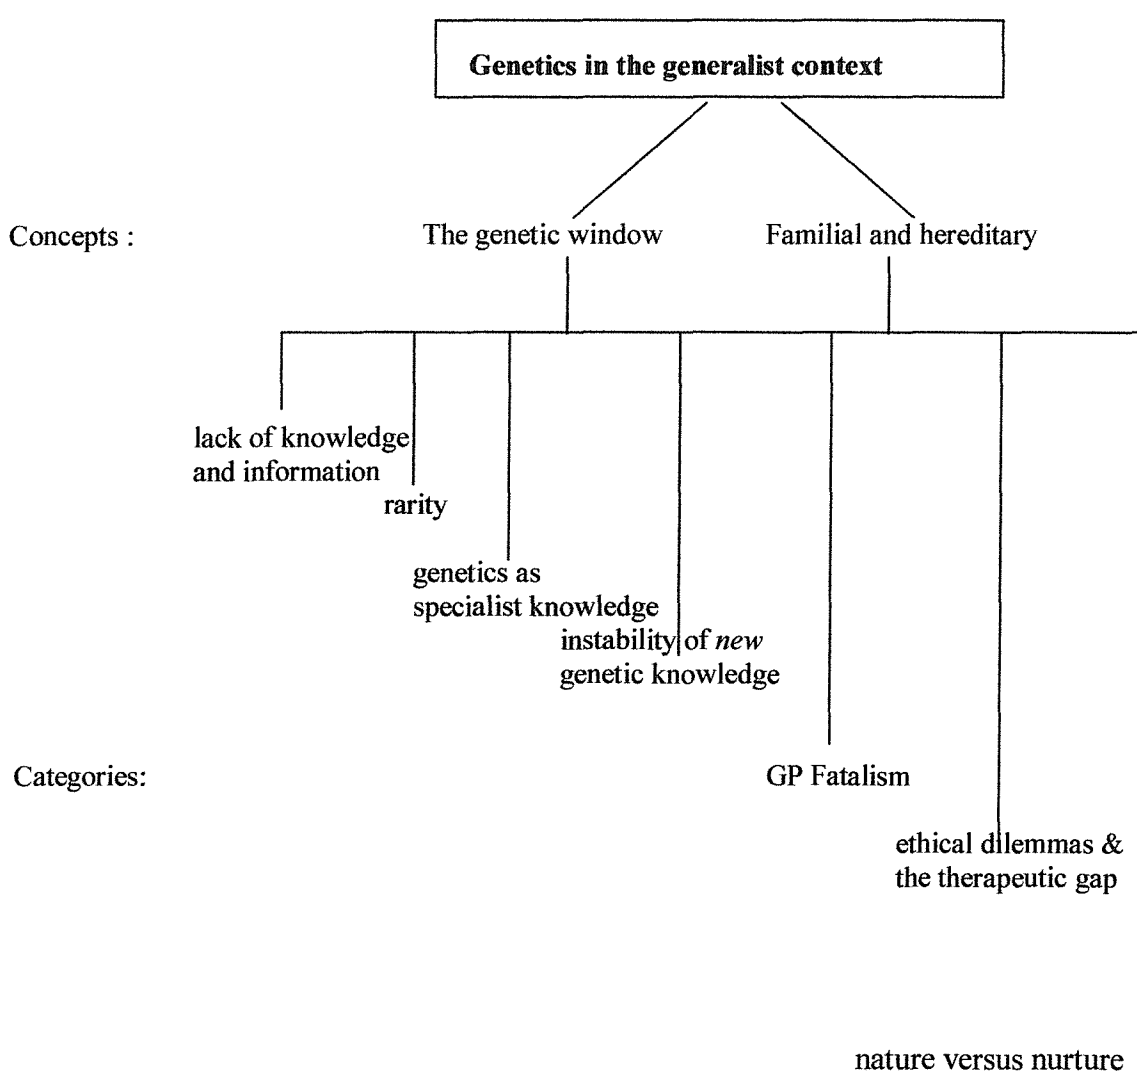 Genetics in the generalist context
Concepts :
The genetic window
Familial and hereditary
lack of knowledge
and information
rarity
genetics as
specialist knowledge
instability of new
genetic knowledge
Categories:
GP Fatalism
ethical dilemmas &
the therapeutic gap
nature versus nurture